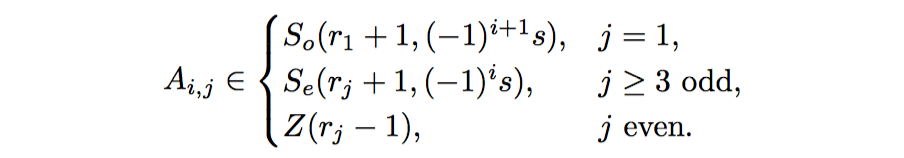 S_o(r_1 + 1, (−1)^{i+1}s), j = 1,
A_{i,j} ∈ { S_e(r_j + 1, (−1)^i s), j ≥ 3 odd,
Z(r_j − 1), j even.